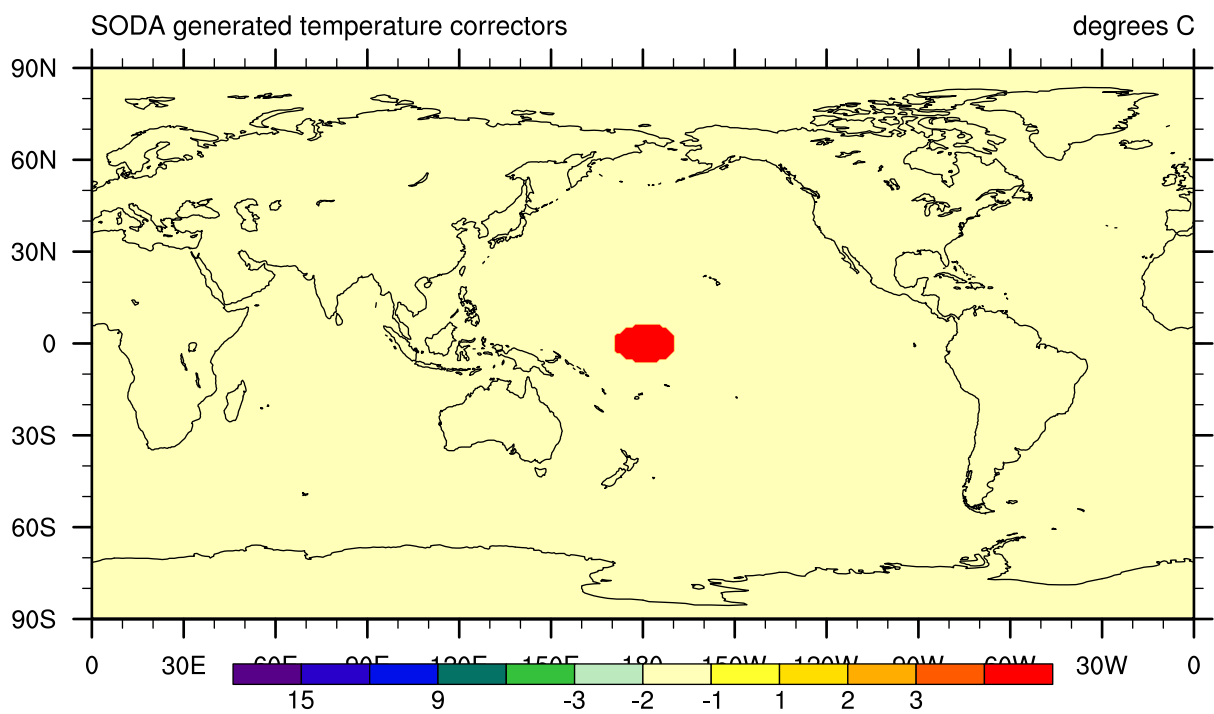 SODA generated temperature correctors degrees C
90N
60N
30N
0
30S
60S
90S
0 30E 180 30W 0
15 9 -3 -2 -1 1 2 3